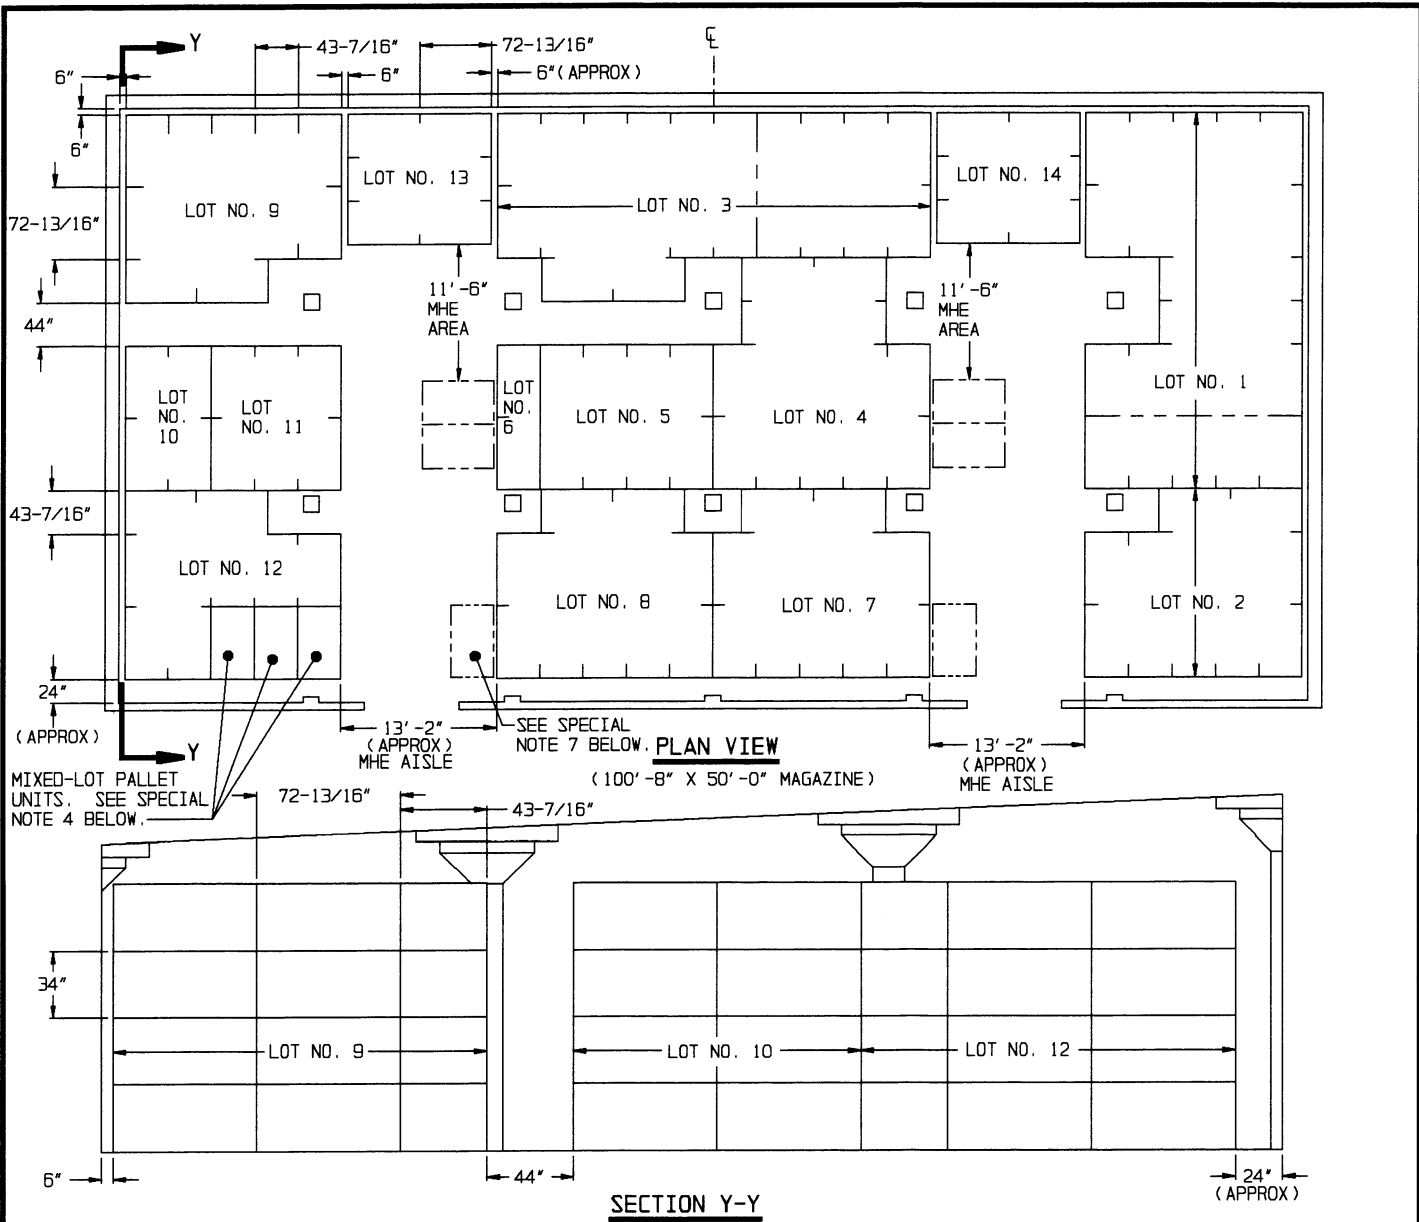 Y
43-7/16"
72-13/16"
℄
6"
6"
6"(APPROX)
6"
LOT NO. 13
LOT NO. 14
LOT NO. 9
LOT NO. 3
72-13/16"
11'-6"
MHE
AREA
11'-6"
MHE
AREA
44"
LOT
NO.
10
LOT
NO. 11
LOT
NO.
6
LOT NO. 5
LOT NO. 4
LOT NO. 1
43-7/16"
LOT NO. 12
LOT NO. 8
LOT NO. 7
LOT NO. 2
24"
(APPROX)
Y
13'-2"
(APPROX)
MHE AISLE
SEE SPECIAL
NOTE 7 BELOW.
PLAN VIEW
(100'-8" X 50'-0" MAGAZINE)
13'-2"
(APPROX)
MHE AISLE
MIXED-LOT PALLET
UNITS. SEE SPECIAL
NOTE 4 BELOW.
72-13/16"
43-7/16"
34"
LOT NO. 9
LOT NO. 10
LOT NO. 12
6"
44"
24"
(APPROX)
SECTION Y-Y